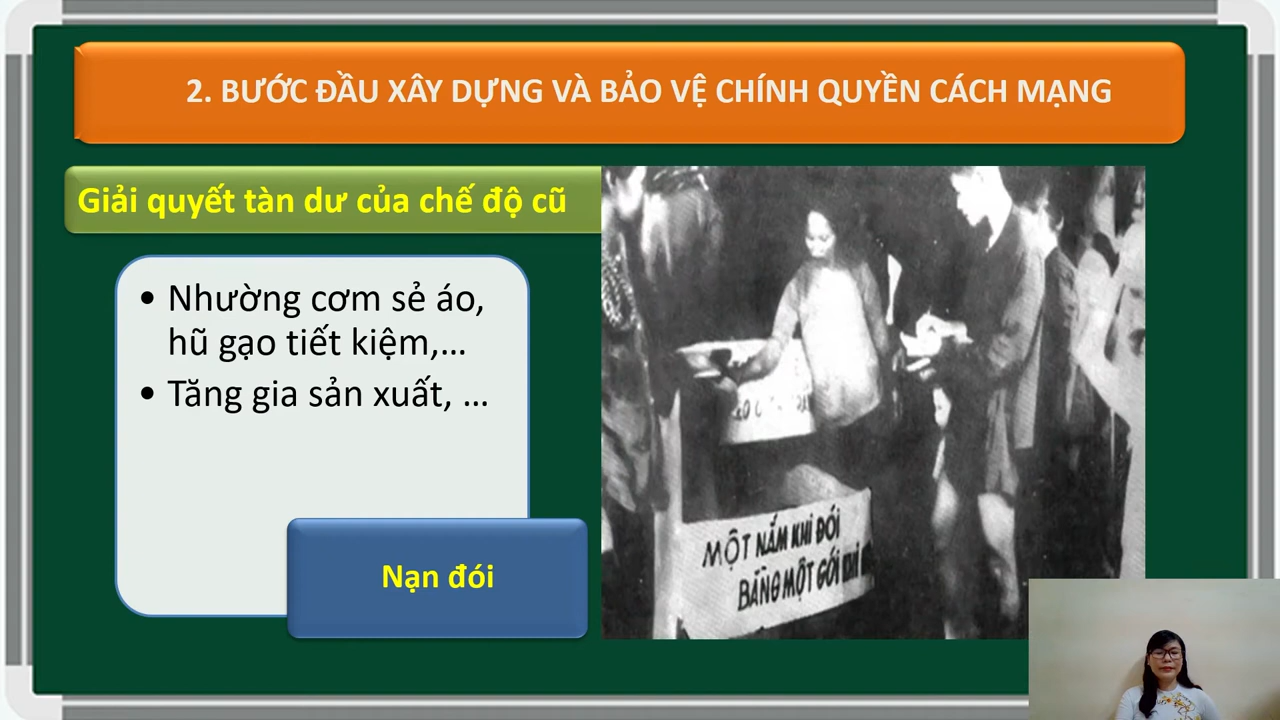 2. BƯỚC ĐẦU XÂY DỰNG VÀ BẢO VỆ CHÍNH QUYỀN CÁCH MẠNG
Giải quyết tàn dư của chế độ cũ
• Nhường cơm sẻ áo,
hũ gạo tiết kiệm,...
• Tăng gia sản xuất, ...
Nạn đói
MỘT NẮM KHI ĐÓI
BẰNG MỘT GÓI